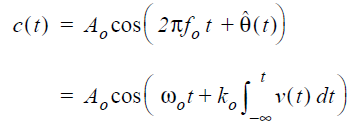 c(t) = A_o cos( 2πf_o t + θ̂(t) )
= A_o cos( ω_o t + k_o ∫_{-∞}^{t} v(t) dt )